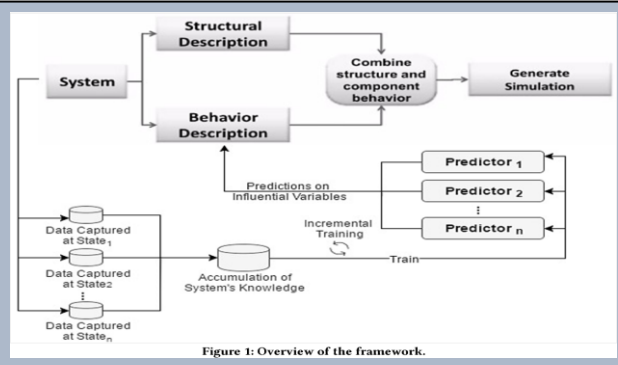 Structural
Description
System
Combine
structure and
component
behavior
Generate
Simulation
Behavior
Description
Predictions on
Influential Variables
Predictor 1
Predictor 2
⋮
Predictor n
Incremental
Training
Train
Data Captured
at State1
Data Captured
at State2
⋮
Data Captured
at Staten
Accumulation of
System's Knowledge
Figure 1: Overview of the framework.